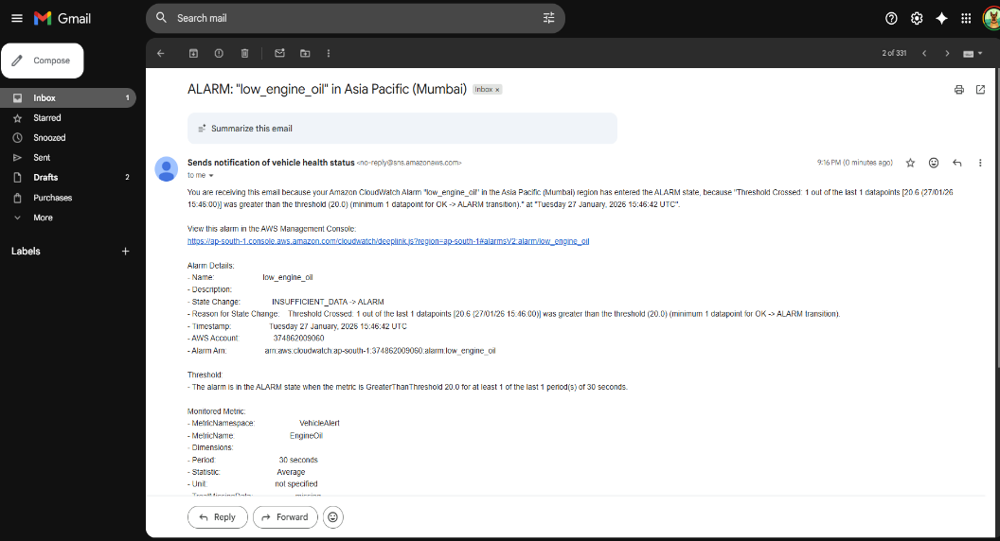 Gmail
Search mail
Compose
2 of 331
Inbox 1
Starred
Snoozed
Sent
Drafts 2
Purchases
More
Labels
ALARM: "low_engine_oil" in Asia Pacific (Mumbai) Inbox x
Summarize this email
Sends notification of vehicle health status <no-reply@sns.amazonaws.com>
9:16 PM (0 minutes ago)
to me
You are receiving this email because your Amazon CloudWatch Alarm "low_engine_oil" in the Asia Pacific (Mumbai) region has entered the ALARM state, because "Threshold Crossed: 1 out of the last 1 datapoints [20.6 (27/01/26
15:46:00)] was greater than the threshold (20.0) (minimum 1 datapoint for OK -> ALARM transition)." at "Tuesday 27 January, 2026 15:46:42 UTC".
View this alarm in the AWS Management Console:
https://ap-south-1.console.aws.amazon.com/cloudwatch/deeplink.js?region=ap-south-1#alarmsV2:alarm/low_engine_oil
Alarm Details:
- Name: low_engine_oil
- Description:
- State Change: INSUFFICIENT_DATA -> ALARM
- Reason for State Change: Threshold Crossed: 1 out of the last 1 datapoints [20.6 (27/01/26 15:46:00)] was greater than the threshold (20.0) (minimum 1 datapoint for OK -> ALARM transition).
- Timestamp: Tuesday 27 January, 2026 15:46:42 UTC
- AWS Account: 374862009060
- Alarm Arn: arn:aws:cloudwatch:ap-south-1:374862009060:alarm:low_engine_oil
Threshold:
- The alarm is in the ALARM state when the metric is GreaterThanThreshold 20.0 for at least 1 of the last 1 period(s) of 30 seconds.
Monitored Metric:
- MetricNamespace: VehicleAlert
- MetricName: EngineOil
- Dimensions:
- Period: 30 seconds
- Statistic: Average
- Unit: not specified
- TreatMissingData: missing
Reply
Forward